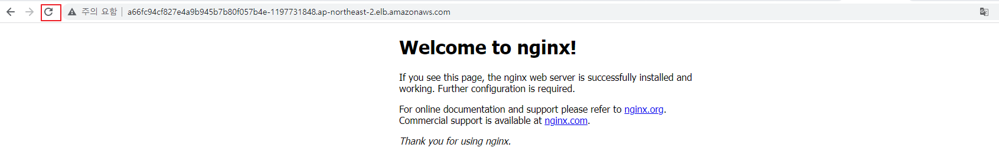 주의 요함 a66fc94cf827e4a9b945b7b80f057b4e-1197731848.ap-northeast-2.elb.amazonaws.com
Welcome to nginx!
If you see this page, the nginx web server is successfully installed and
working. Further configuration is required.
For online documentation and support please refer to nginx.org.
Commercial support is available at nginx.com.
Thank you for using nginx.